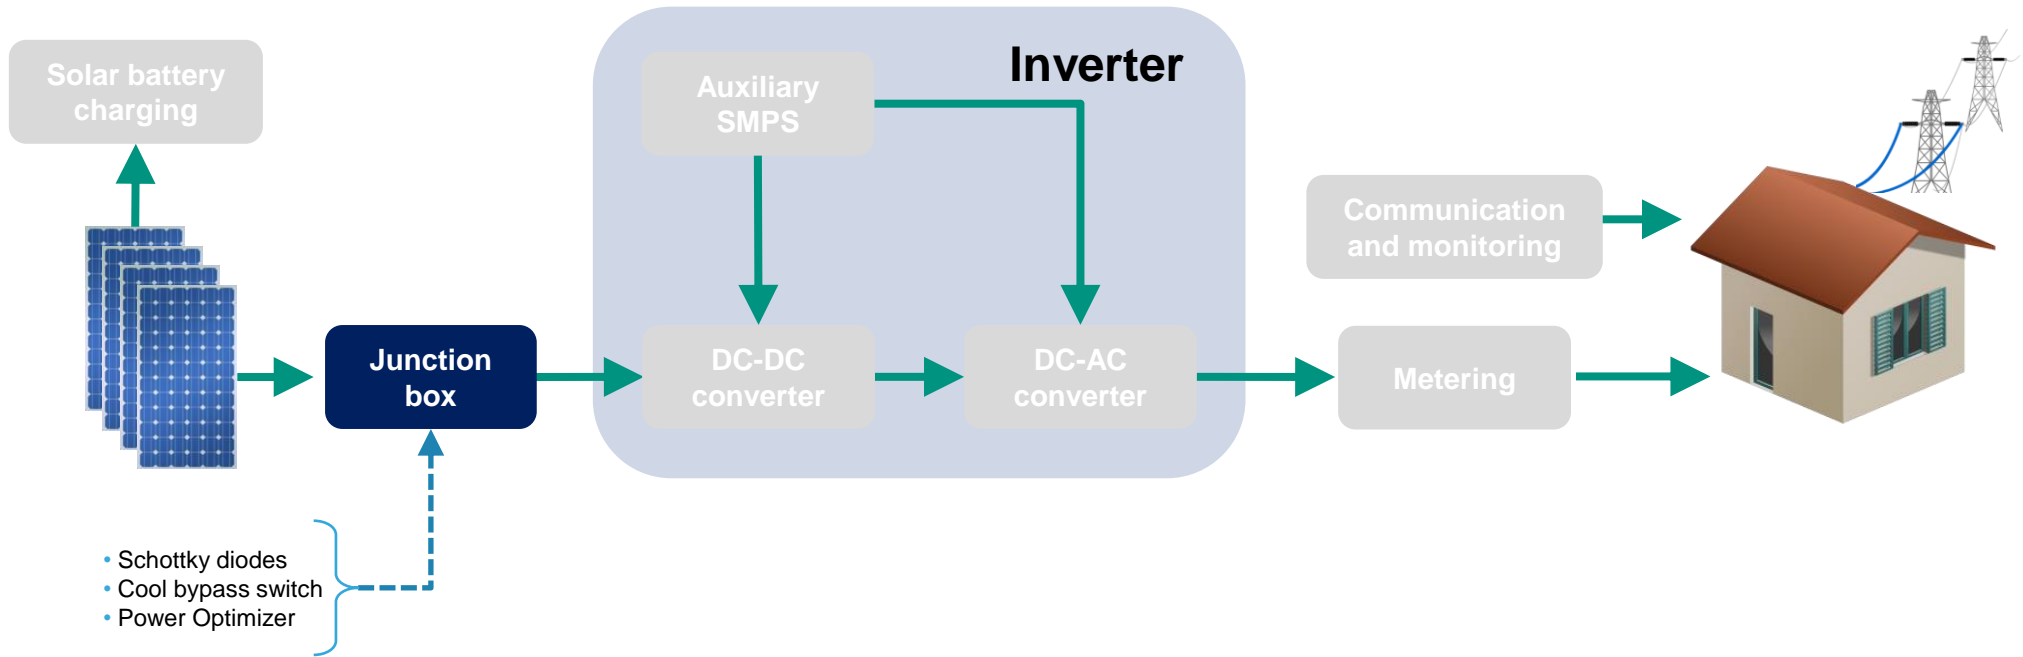 Solar battery
charging
Inverter
Auxiliary
SMPS
Communication
and monitoring
Junction
box
DC-DC
converter
DC-AC
converter
Metering
• Schottky diodes
• Cool bypass switch
• Power Optimizer